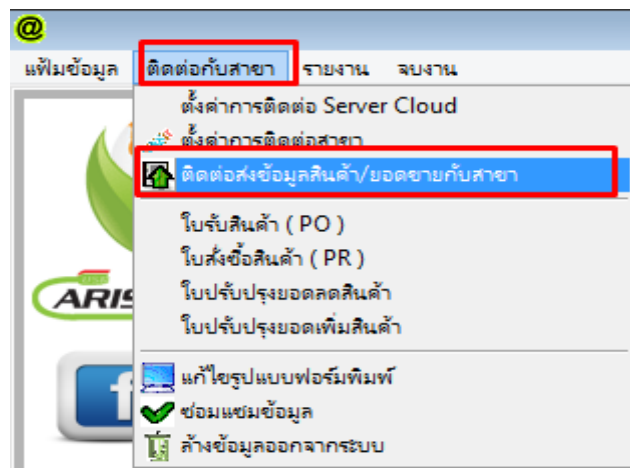 @
แฟ้มข้อมูล ติดต่อกับสาขา รายงาน จบงาน
ตั้งค่าการติดต่อ Server Cloud
ตั้งค่าการติดต่อสาขา
ติดต่อส่งข้อมูลสินค้า/ยอดขายกับสาขา
ใบรับสินค้า ( PO )
ใบสั่งซื้อสินค้า ( PR )
ใบปรับปรุงยอดลดสินค้า
ARIS
ใบปรับปรุงยอดเพิ่มสินค้า
แก้ไขรูปแบบฟอร์มพิมพ์
f
ซ่อมแซมข้อมูล
ล้างข้อมูลออกจากระบบ